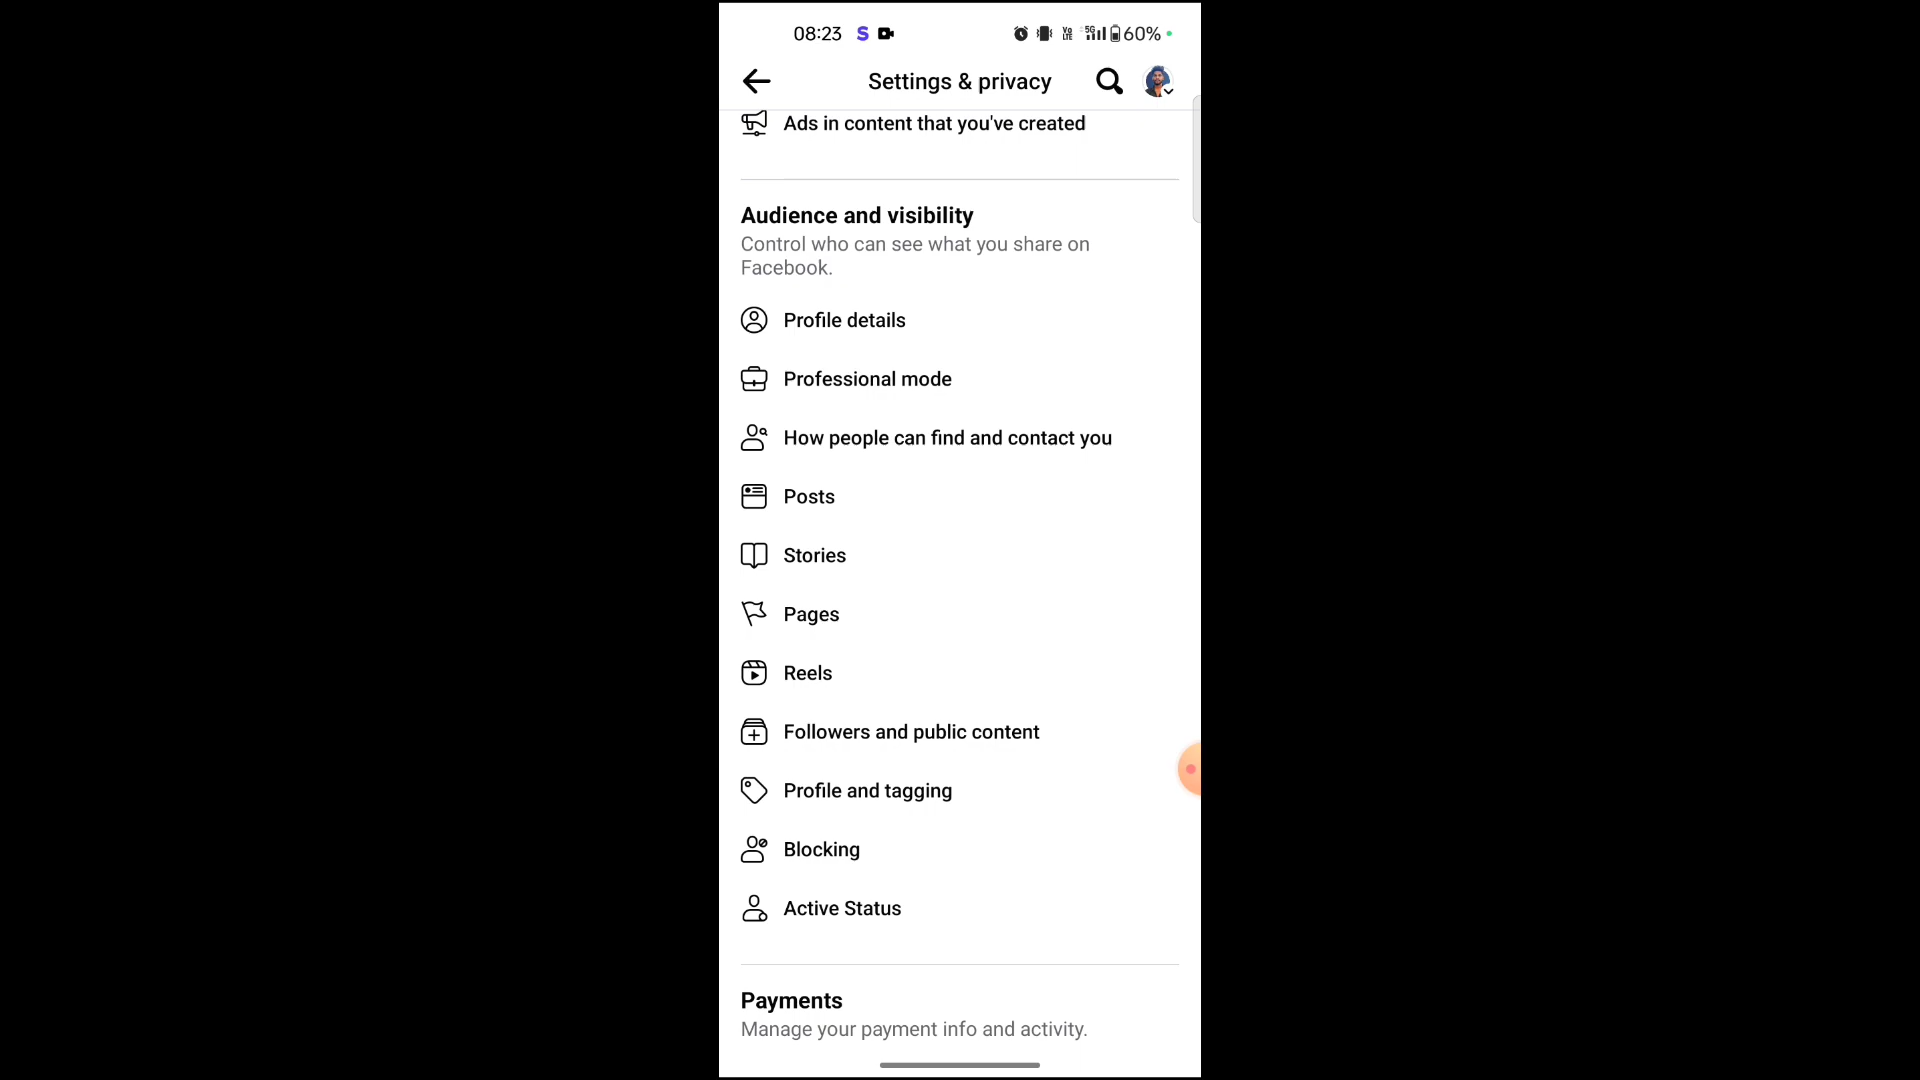 08:23 S 5G 60%
Settings & privacy
Ads in content that you've created
Audience and visibility
Control who can see what you share on
Facebook.
Profile details
Professional mode
How people can find and contact you
Posts
Stories
Pages
Reels
Followers and public content
Profile and tagging
Blocking
Active Status
Payments
Manage your payment info and activity.